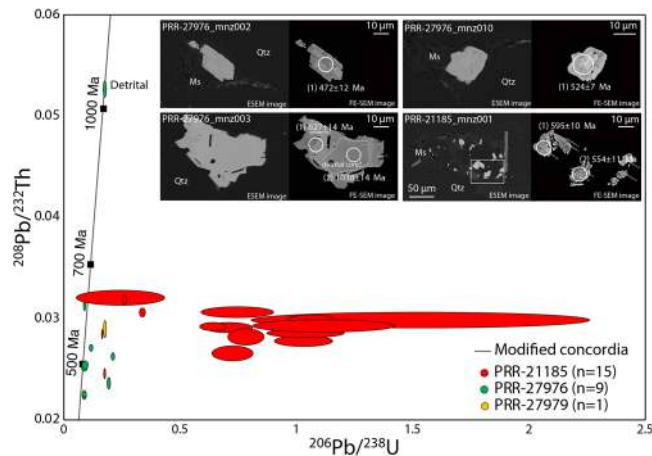 0.06
0.05
0.04
0.03
0.02
208Pb/232Th
0
0.5
1
1.5
2
2.5
206Pb/238U
1000 Ma
700 Ma
500 Ma
Detrital
PRR-27976_mnz002
10 µm
Qtz
Ms
(1) 472±12 Ma
ESEM image
FE-SEM image
PRR-27976_mnz010
10 µm
Ms
Qtz
(1) 524±7 Ma
ESEM image
FE-SEM image
PRR-27976_mnz003
10 µm
Qtz
ESEM image
FE-SEM image
PRR-21185_mnz001
10 µm
Ms
(1) 595±10 Ma
(2) 554±11 Ma
50 µm
Qtz
ESEM image
FE-SEM image
Modified concordia
PRR-21185 (n=15)
PRR-27976 (n=9)
PRR-27979 (n=1)